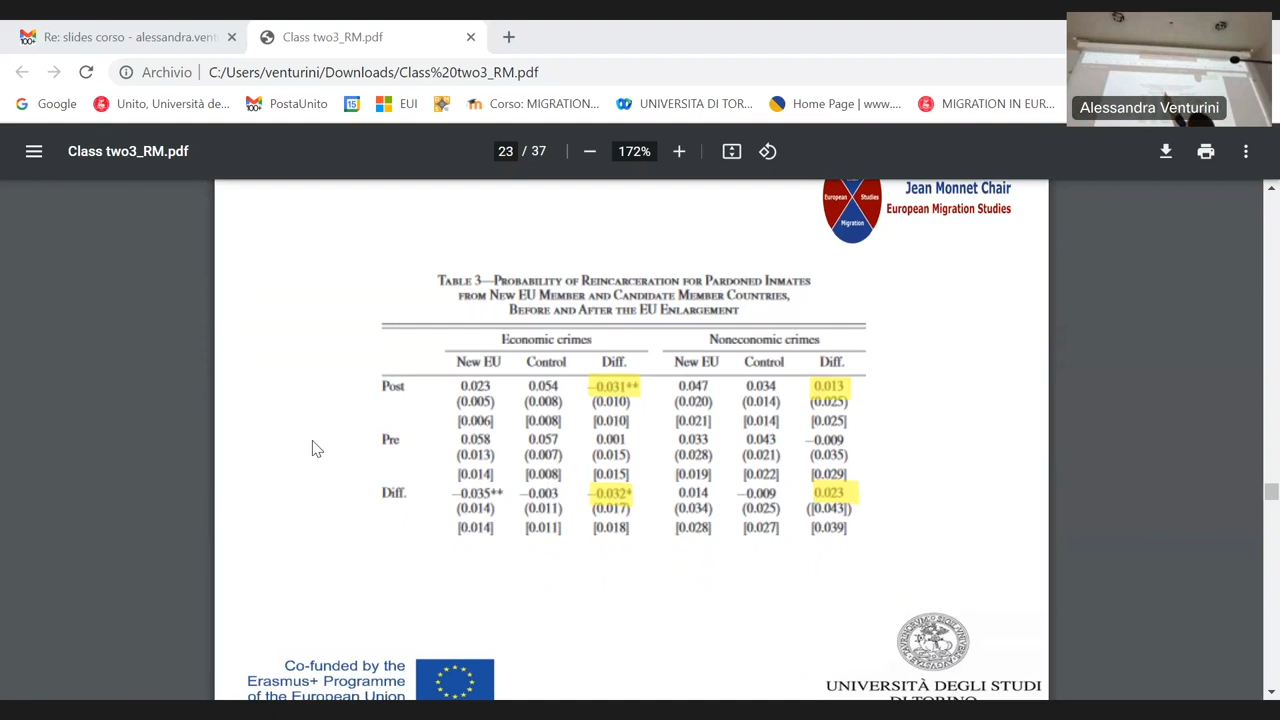 Re: slides corso - alessandra.ven
Class two3_RM.pdf
Archivio
C:/Users/venturini/Downloads/Class%20two3_RM.pdf
Google
Unito, Università de...
PostaUnito
EUI
Corso: MIGRATION...
UNIVERSITA DI TOR...
Home Page | www....
MIGRATION IN EUR...
Alessandra Venturini
Class two3_RM.pdf
23 / 37
172%
European Studies
Migration
Jean Monnet Chair
European Migration Studies
TABLE 3—PROBABILITY OF REINCARCERATION FOR PARDONED INMATES
FROM NEW EU MEMBER AND CANDIDATE MEMBER COUNTRIES,
BEFORE AND AFTER THE EU ENLARGEMENT
Economic crimes Noneconomic crimes
New EU Control Diff. New EU Control Diff.
Post 0.023 0.054 −0.031** 0.047 0.034 0.013
(0.005) (0.008) (0.010) (0.020) (0.014) (0.025)
[0.006] [0.008] [0.010] [0.021] [0.014] [0.025]
Pre 0.058 0.057 0.001 0.033 0.043 −0.009
(0.013) (0.007) (0.015) (0.028) (0.021) (0.035)
[0.014] [0.008] [0.015] [0.019] [0.022] [0.029]
Diff. −0.035** −0.003 −0.032* 0.014 −0.009 0.023
(0.014) (0.011) (0.017) (0.034) (0.025) ([0.043])
[0.014] [0.011] [0.018] [0.028] [0.027] [0.039]
Co-funded by the
Erasmus+ Programme
of the European Union
UNIVERSITÀ DEGLI STUDI
DI TORINO